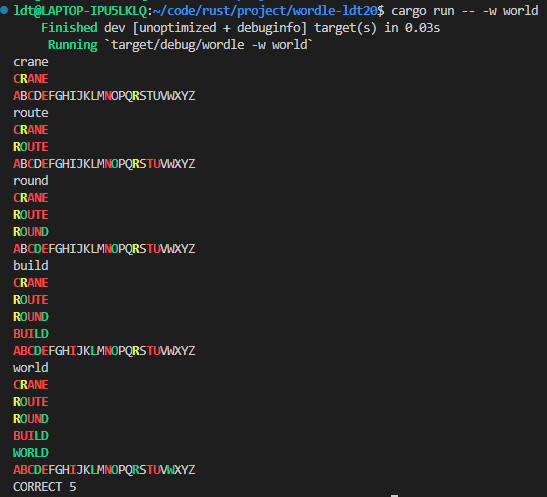 ldt@LAPTOP-IPU5LKLQ:~/code/rust/project/wordle-ldt20$ cargo run -- -w world
Finished dev [unoptimized + debuginfo] target(s) in 0.03s
Running `target/debug/wordle -w world`
crane
CRANE
ABCDEFGHIJKLMNOPQRSTUVWXYZ
route
CRANE
ROUTE
ABCDEFGHIJKLMNOPQRSTUVWXYZ
round
CRANE
ROUTE
ROUND
ABCDEFGHIJKLMNOPQRSTUVWXYZ
build
CRANE
ROUTE
ROUND
BUILD
ABCDEFGHIJKLMNOPQRSTUVWXYZ
world
CRANE
ROUTE
ROUND
BUILD
WORLD
ABCDEFGHIJKLMNOPQRSTUVWXYZ
CORRECT 5